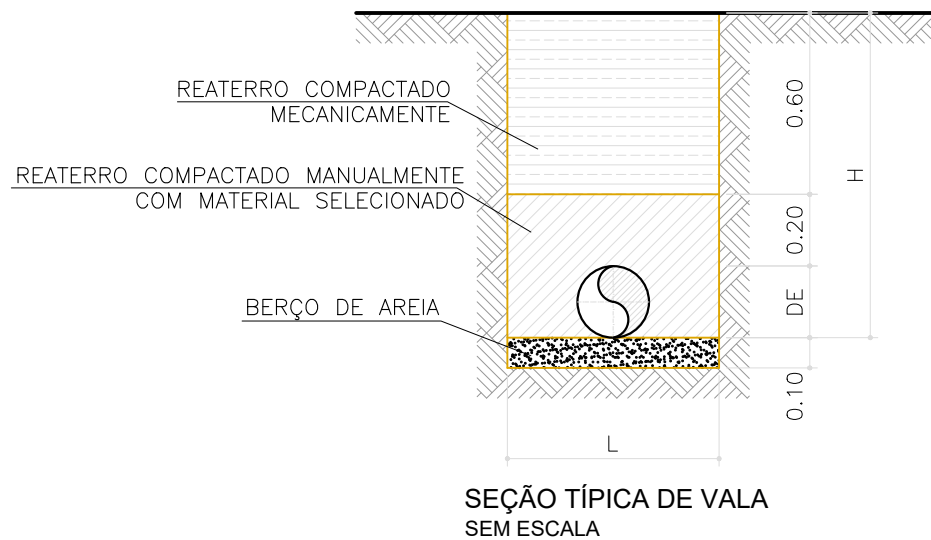 REATERRO COMPACTADO
MECANICAMENTE
REATERRO COMPACTADO MANUALMENTE
COM MATERIAL SELECIONADO
BERÇO DE AREIA
0.60
H
0.20
DE
0.10
L
SEÇÃO TÍPICA DE VALA
SEM ESCALA